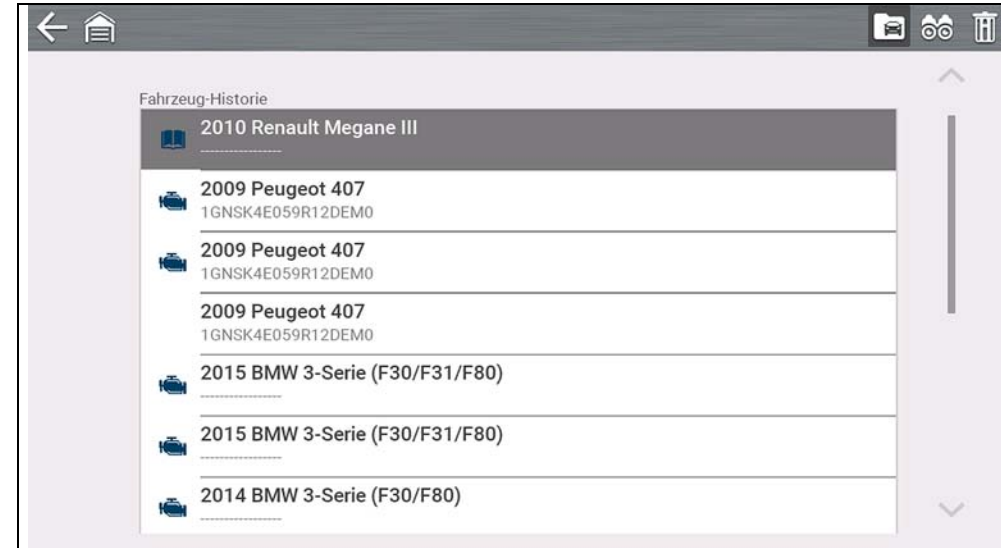 Fahrzeug-Historie
2010 Renault Megane III
-----------------
2009 Peugeot 407
1GNSK4E059R12DEM0
2009 Peugeot 407
1GNSK4E059R12DEM0
2009 Peugeot 407
1GNSK4E059R12DEM0
2015 BMW 3-Serie (F30/F31/F80)
-----------------
2015 BMW 3-Serie (F30/F31/F80)
-----------------
2014 BMW 3-Serie (F30/F80)
-----------------